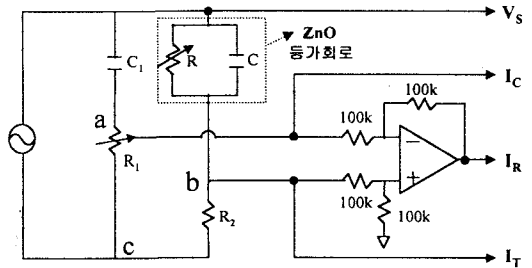 V_S
ZnO
등가회로
C_1
R
C
I_C
100k
a
100k
R_1
−
I_R
+
b
100k
100k
R_2
c
I_T